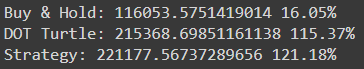 Buy & Hold: 116053.5751419014 16.05%
DOT Turtle: 215368.69851161138 115.37%
Strategy: 221177.56737289656 121.18%